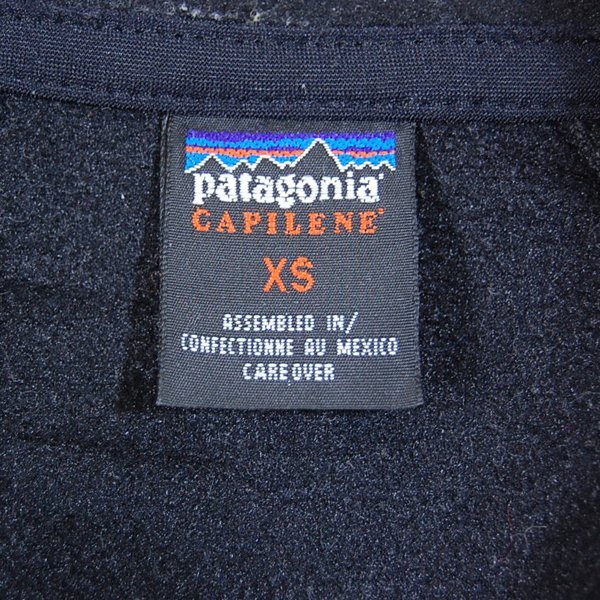 patagonia®
CAPILENE®
XS
ASSEMBLED IN/
CONFECTIONNE AU MEXICO
CARE OVER